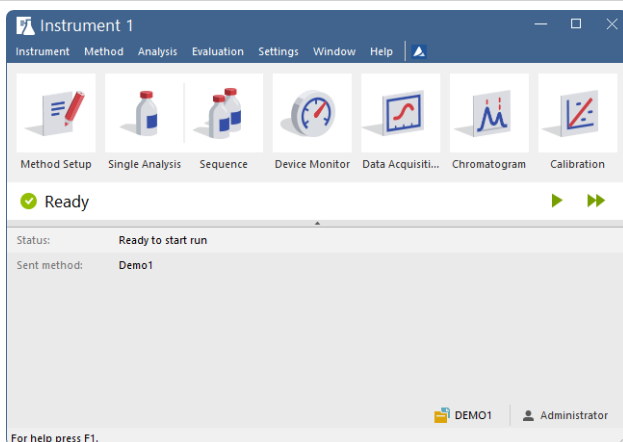 Instrument 1
Instrument Method Analysis Evaluation Settings Window Help
Method Setup Single Analysis Sequence Device Monitor Data Acquisiti... Chromatogram Calibration
Ready
Status: Ready to start run
Sent method: Demo1
DEMO1 Administrator
For help press F1.